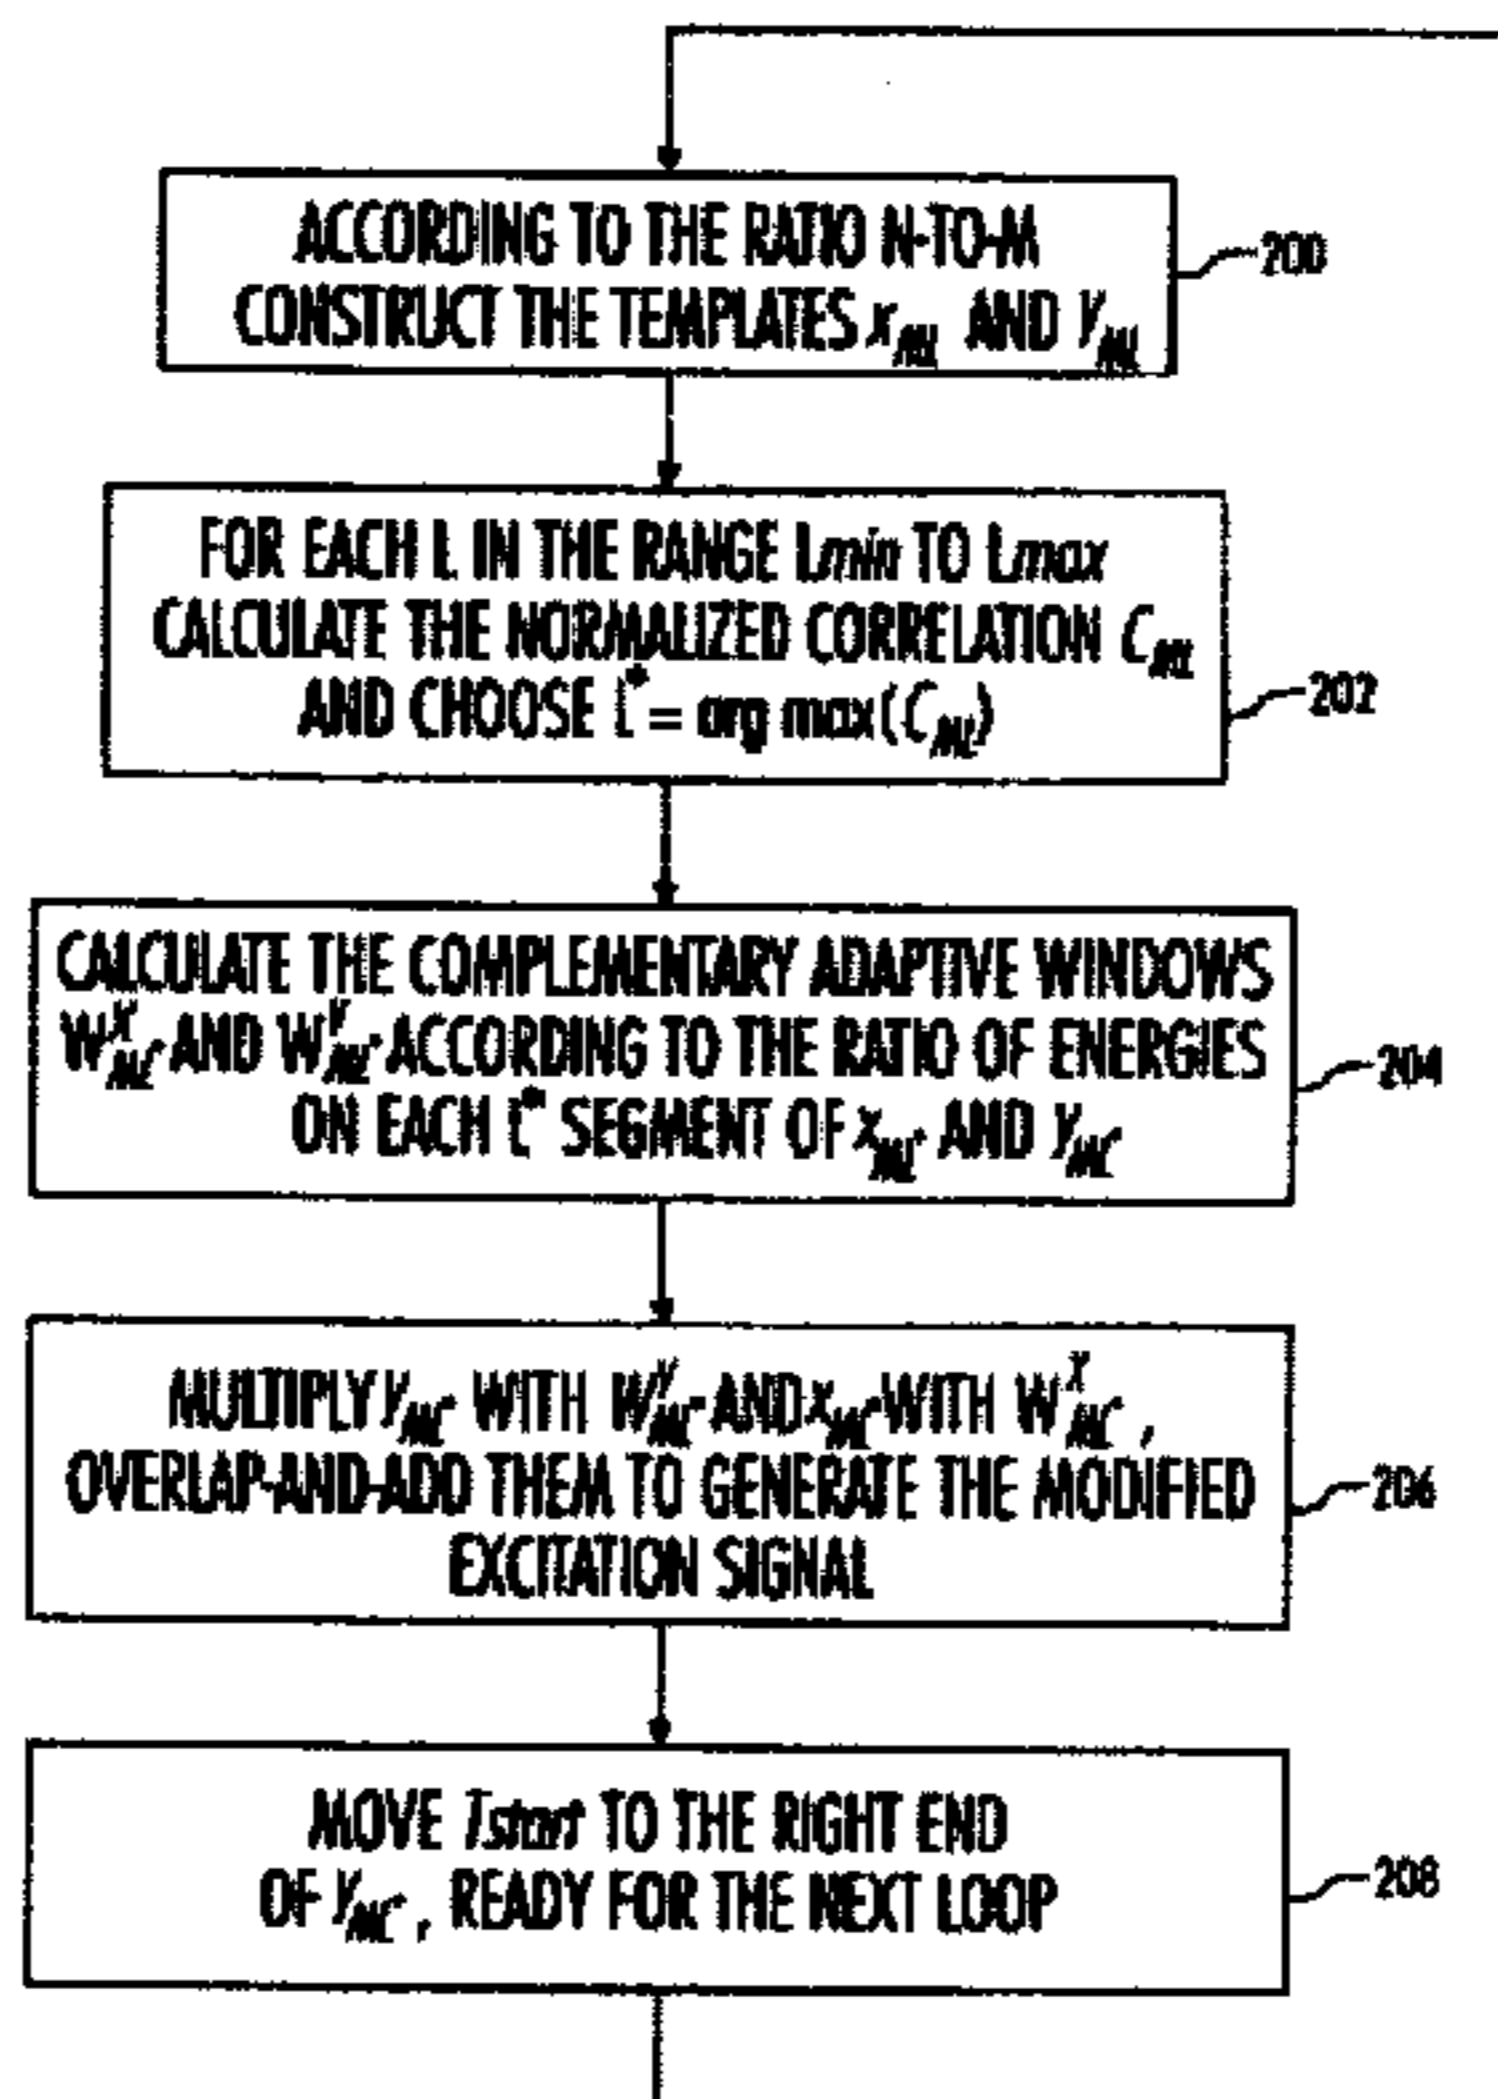 ACCORDING TO THE RATIO N-TO-M
CONSTRUCT THE TEMPLATES x_ML AND y_ML
200
FOR EACH L IN THE RANGE Lmin TO Lmax
CALCULATE THE NORMALIZED CORRELATION C_ML
AND CHOOSE L* = arg max(C_ML)
202
CALCULATE THE COMPLEMENTARY ADAPTIVE WINDOWS
W^x_ML* AND W^y_ML* ACCORDING TO THE RATIO OF ENERGIES
ON EACH L* SEGMENT OF x_ML* AND y_ML*
204
MULTIPLY y_ML* WITH W^y_ML* AND x_ML* WITH W^x_ML*,
OVERLAP-AND-ADD THEM TO GENERATE THE MODIFIED
EXCITATION SIGNAL
206
MOVE Tstart TO THE RIGHT END
OF y_ML*, READY FOR THE NEXT LOOP
208